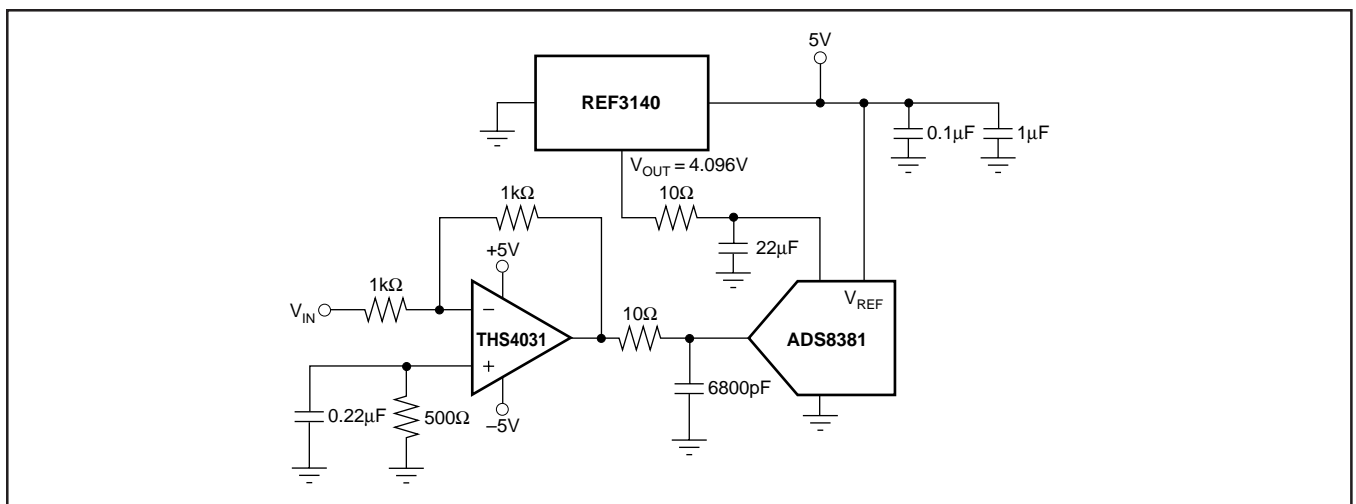 5V
REF3140
0.1µF
1µF
V_OUT = 4.096V
1kΩ
10Ω
+5V
22µF
1kΩ
V_IN
−
10Ω
V_REF
THS4031
ADS8381
+
6800pF
0.22µF
500Ω
−5V